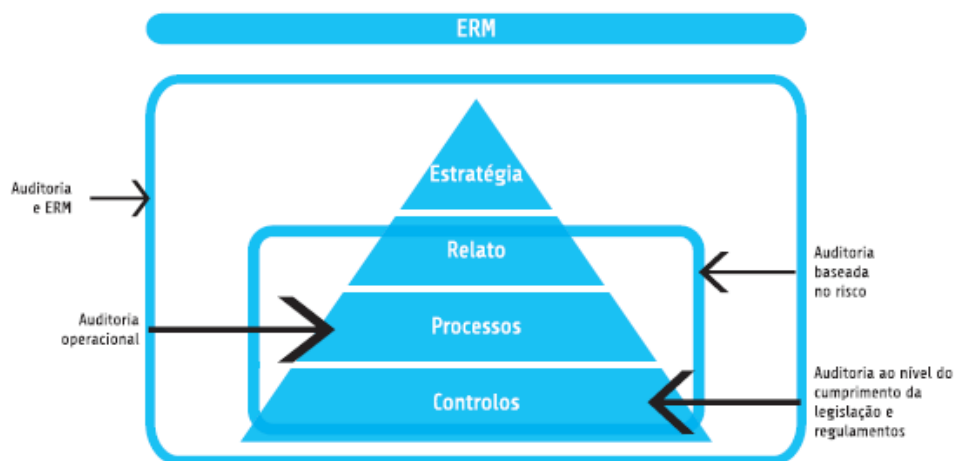 ERM
Estratégia
Auditoria
e ERM
Relato
Auditoria
baseada
no risco
Auditoria
operacional
Processos
Controlos
Auditoria ao nível do
cumprimento da
legislação e
regulamentos